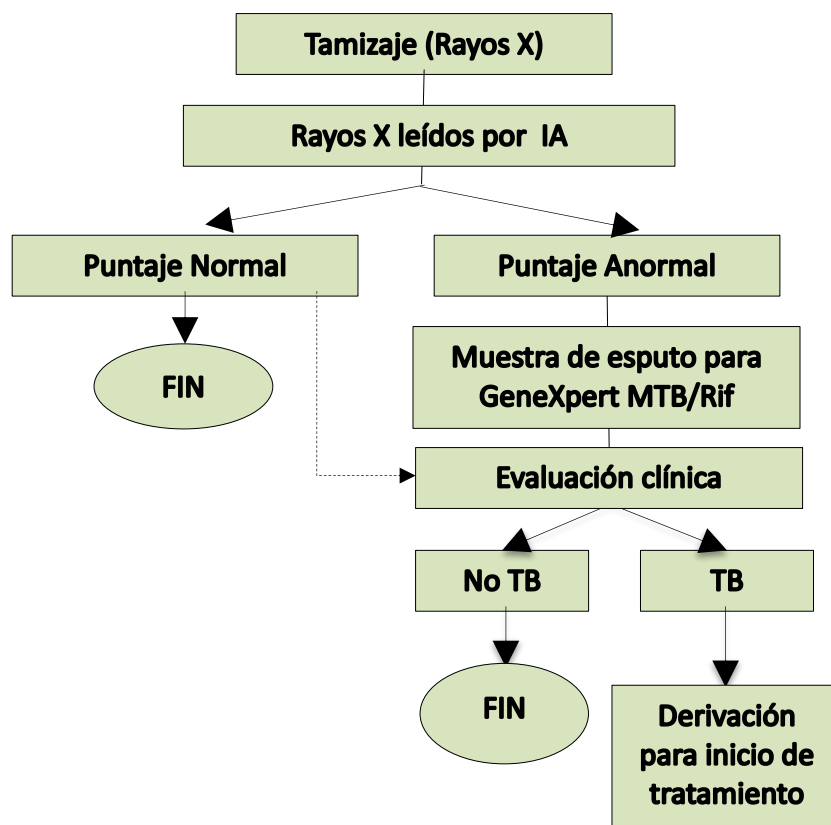 Tamizaje (Rayos X)
Rayos X leídos por IA
Puntaje Normal
Puntaje Anormal
FIN
Muestra de esputo para
GeneXpert MTB/Rif
Evaluación clínica
No TB
TB
FIN
Derivación
para inicio de
tratamiento